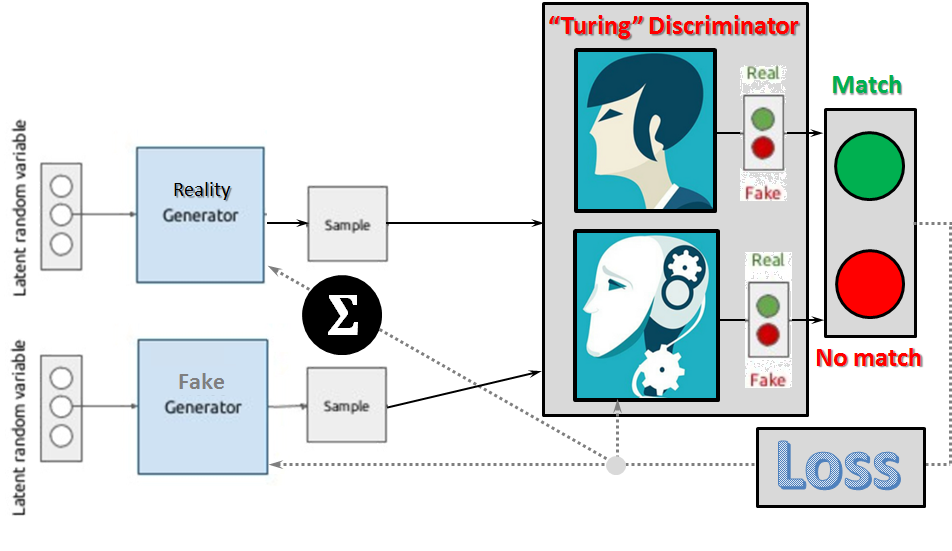 “Turing” Discriminator
Real
Match
Latent random variable
Reality
Generator
Sample
Fake
Real
Σ
No match
Latent random variable
Fake
Generator
Sample
Fake
Loss